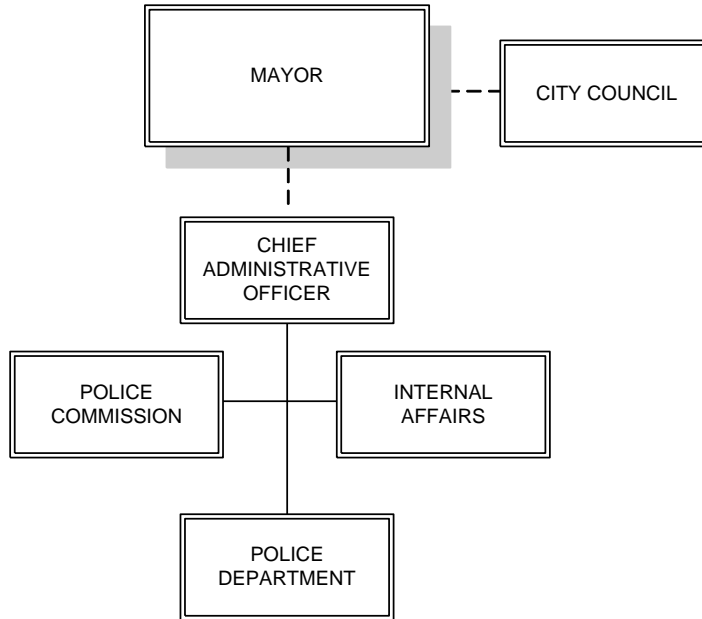 MAYOR
CITY COUNCIL
CHIEF
ADMINISTRATIVE
OFFICER
POLICE
COMMISSION
INTERNAL
AFFAIRS
POLICE
DEPARTMENT